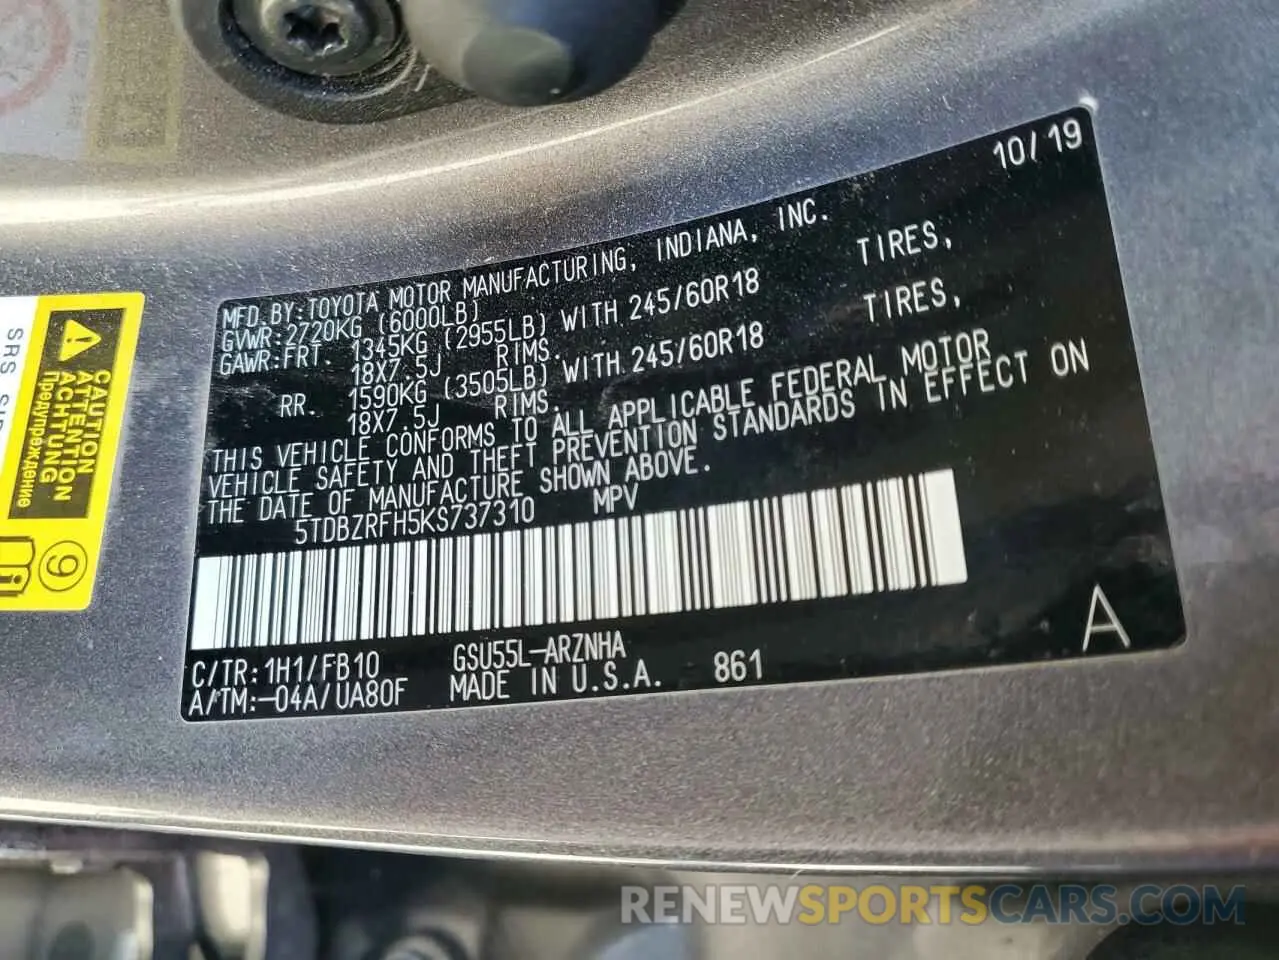 10/19
MFD.BY:TOYOTA MOTOR MANUFACTURING, INDIANA, INC.
GVWR:2720KG (6000LB)
GAWR:FRT. 1345KG (2955LB) WITH 245/60R18 TIRES,
18X7.5J RIMS.
RR. 1590KG (3505LB) WITH 245/60R18 TIRES,
18X7.5J RIMS.
THIS VEHICLE CONFORMS TO ALL APPLICABLE FEDERAL MOTOR
VEHICLE SAFETY AND THEFT PREVENTION STANDARDS IN EFFECT ON
THE DATE OF MANUFACTURE SHOWN ABOVE.
5TDBZRFH5KS737310 MPV
C/TR:1H1/FB10 GSU55L-ARZNHA
A/TM:-04A/UA80F MADE IN U.S.A. 861
A
CAUTION
ATTENTION
ACHTUNG
Предупреждение
9
SRS
RENEWSPORTSCARS.COM